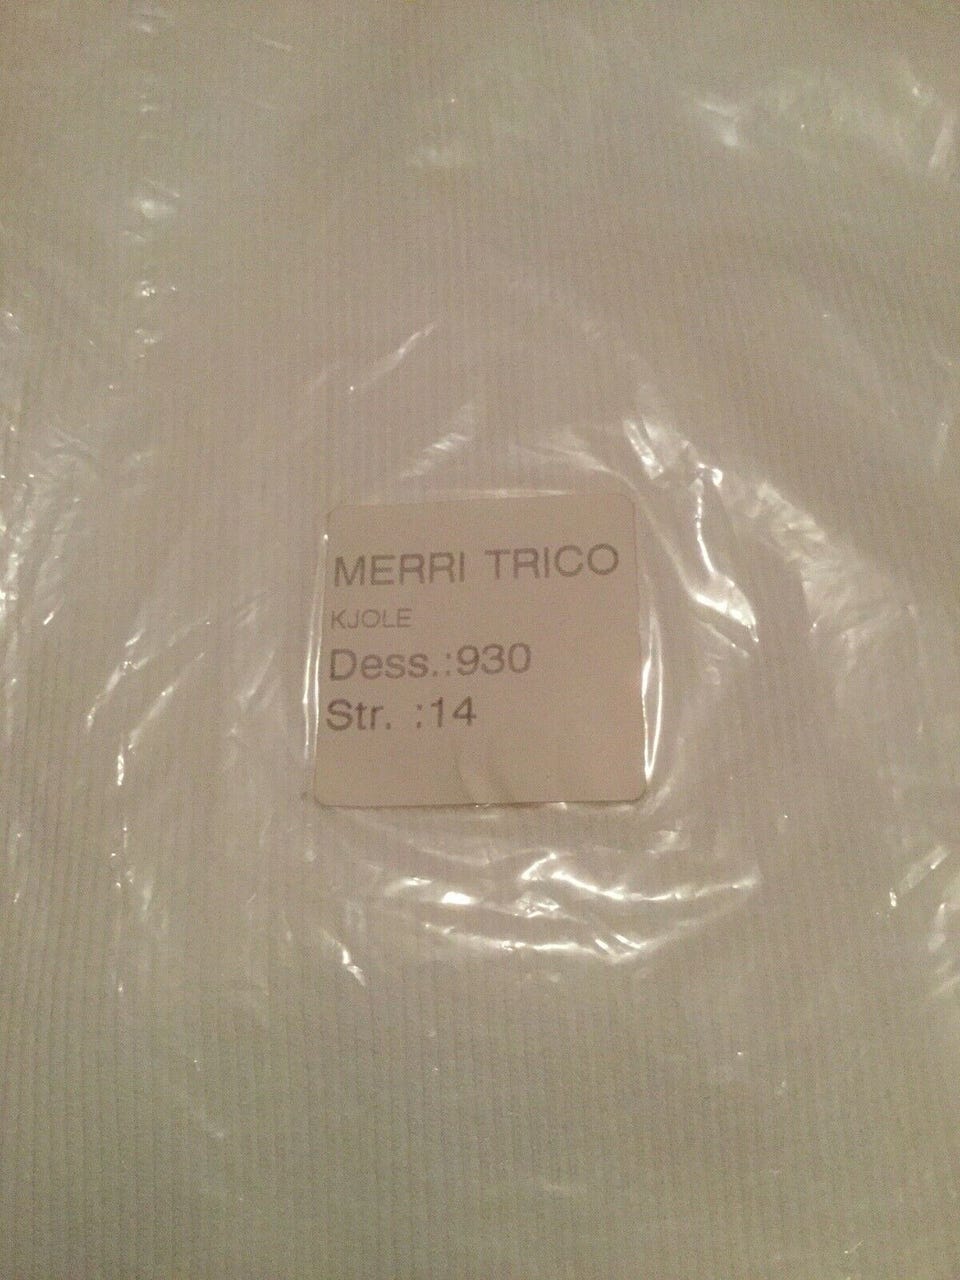 MERRI TRICO
KJOLE
Dess.:930
Str. :14